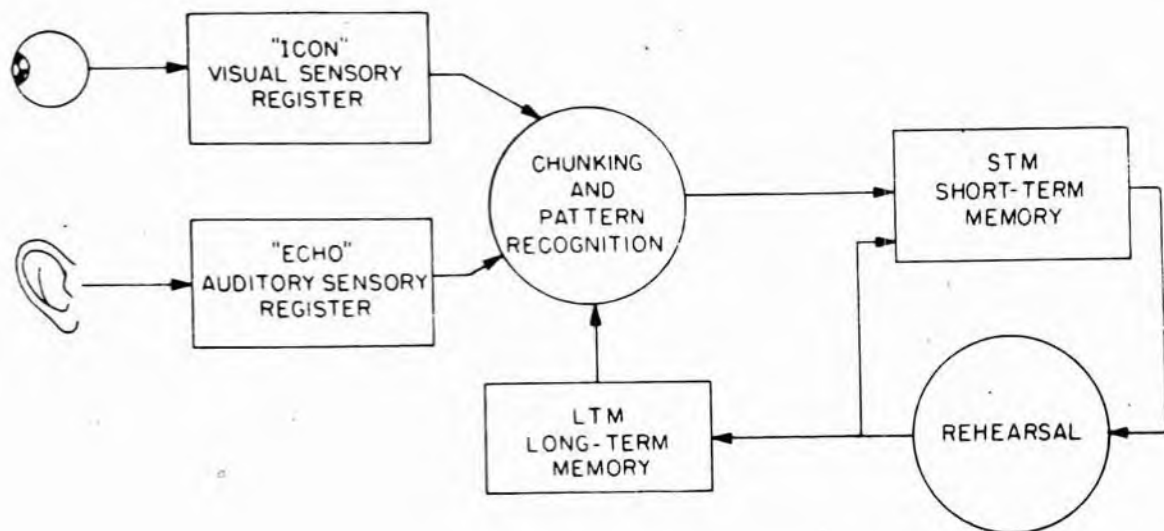 "ICON"
VISUAL SENSORY
REGISTER
CHUNKING
AND
PATTERN
RECOGNITION
STM
SHORT-TERM
MEMORY
"ECHO"
AUDITORY SENSORY
REGISTER
LTM
LONG-TERM
MEMORY
REHEARSAL